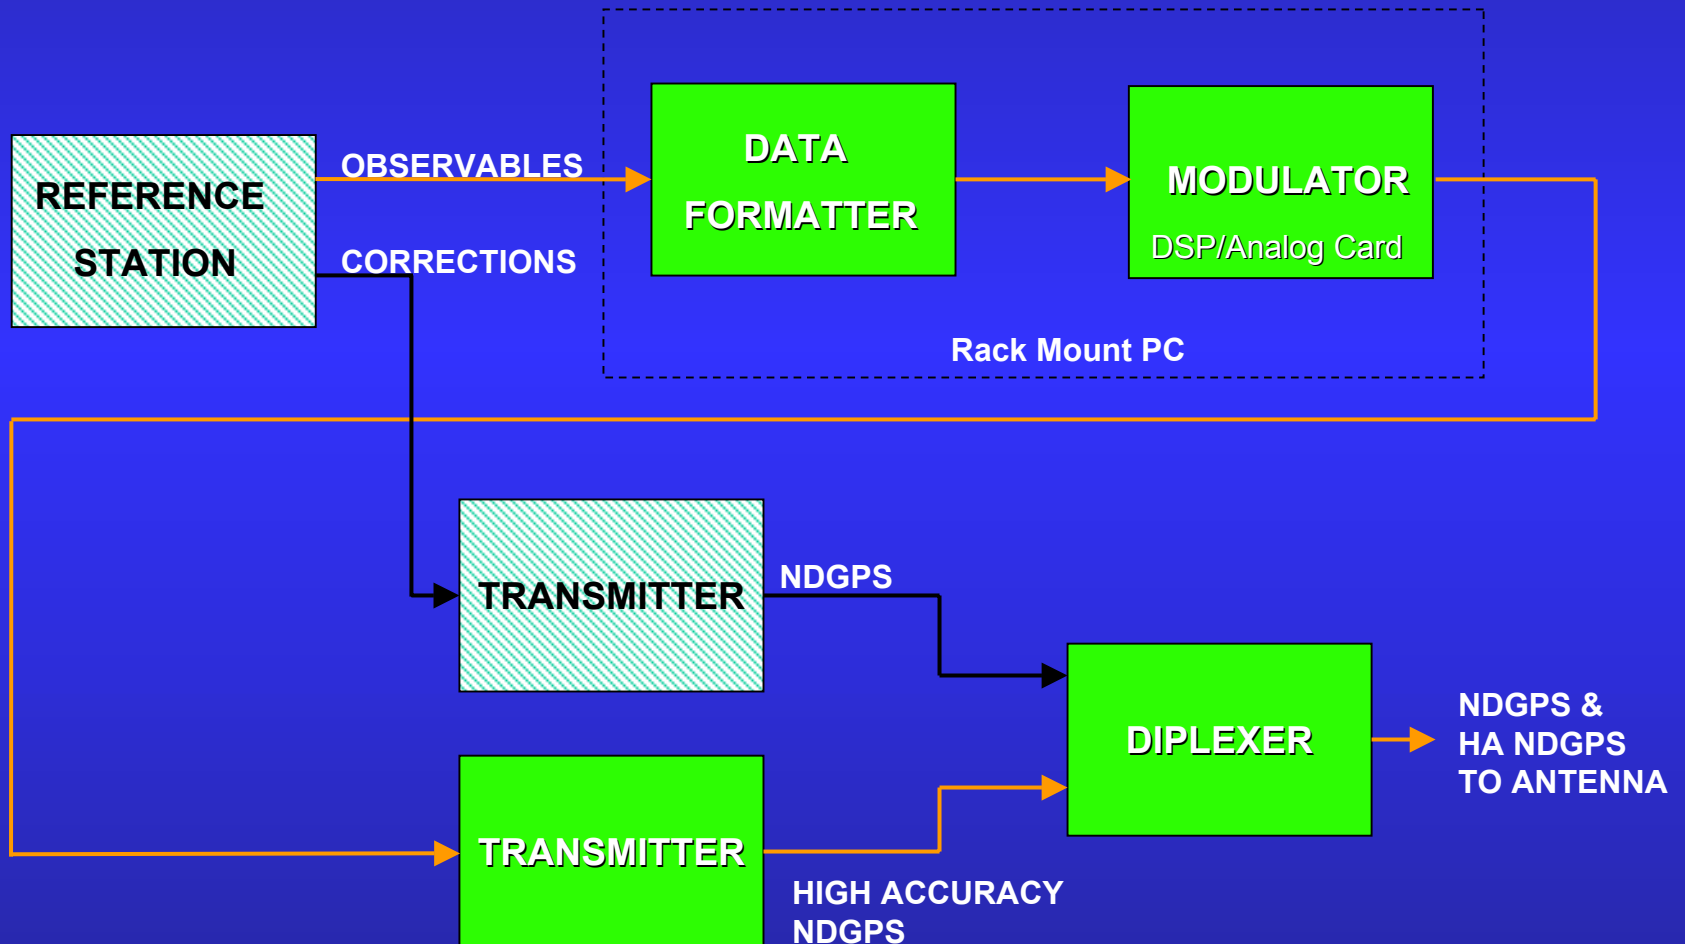 REFERENCE
STATION
OBSERVABLES
CORRECTIONS
DATA
FORMATTER
MODULATOR
DSP/Analog Card
Rack Mount PC
TRANSMITTER
NDGPS
DIPLEXER
NDGPS &
HA NDGPS
TO ANTENNA
TRANSMITTER
HIGH ACCURACY
NDGPS